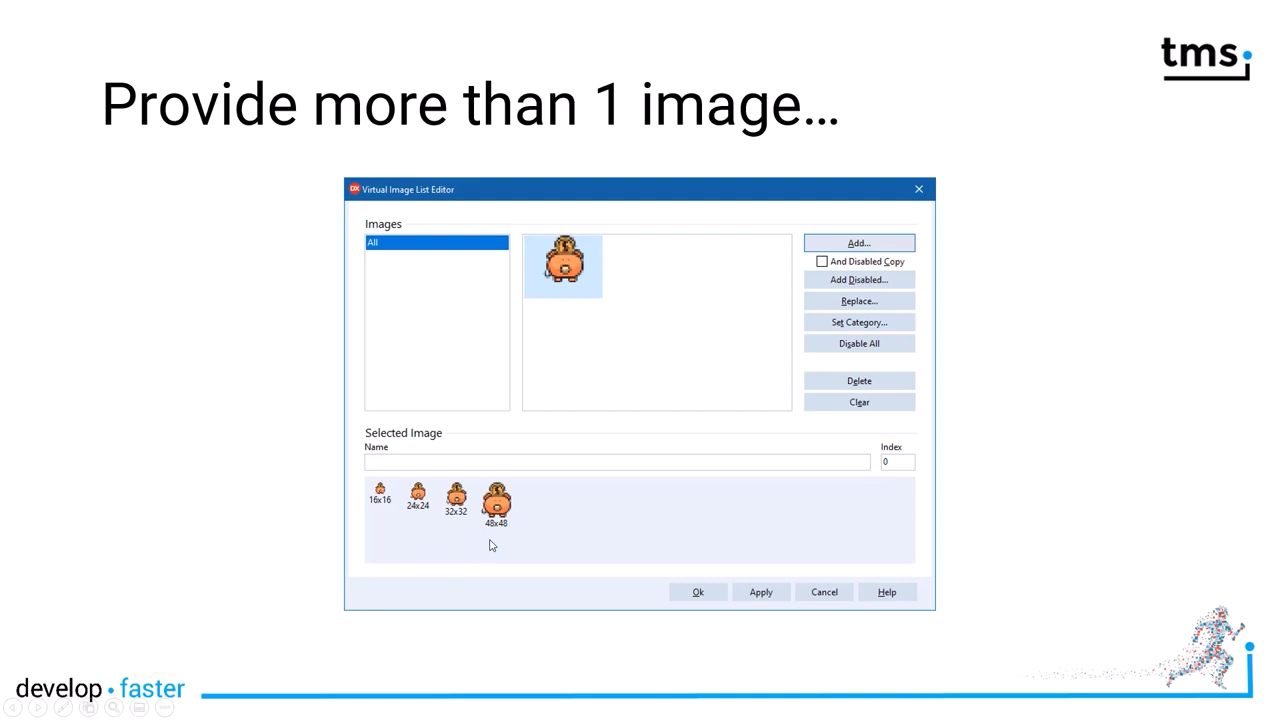 tms
Provide more than 1 image…
DX Virtual Image List Editor
Images
All
Add...
And Disabled Copy
Add Disabled...
Replace...
Set Category...
Disable All
Delete
Clear
Selected Image
Name
Index
0
16x16
24x24
32x32
48x48
Ok
Apply
Cancel
Help
develop • faster